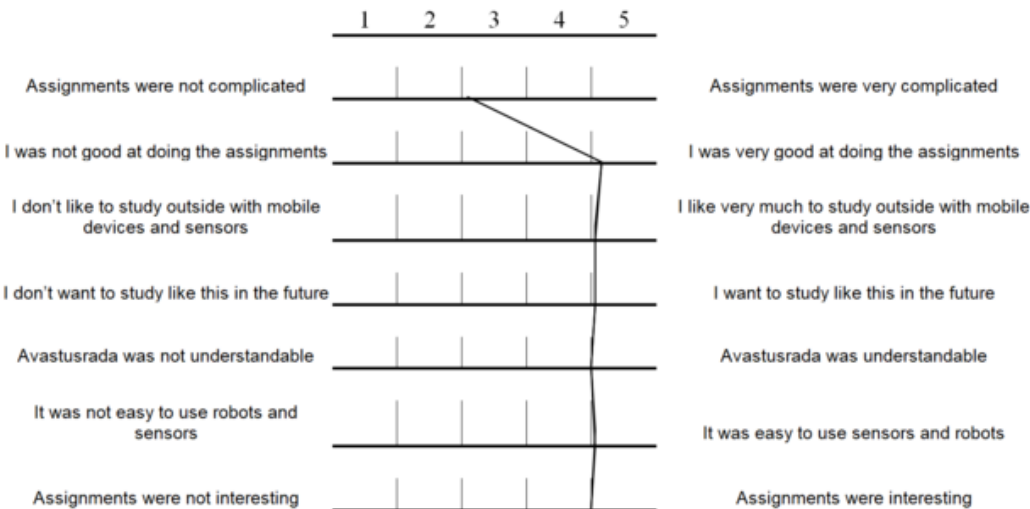 1 2 3 4 5
Assignments were not complicated
Assignments were very complicated
I was not good at doing the assignments
I was very good at doing the assignments
I don't like to study outside with mobile
devices and sensors
I like very much to study outside with mobile
devices and sensors
I don't want to study like this in the future
I want to study like this in the future
Avastusrada was not understandable
Avastusrada was understandable
It was not easy to use robots and
sensors
It was easy to use sensors and robots
Assignments were not interesting
Assignments were interesting